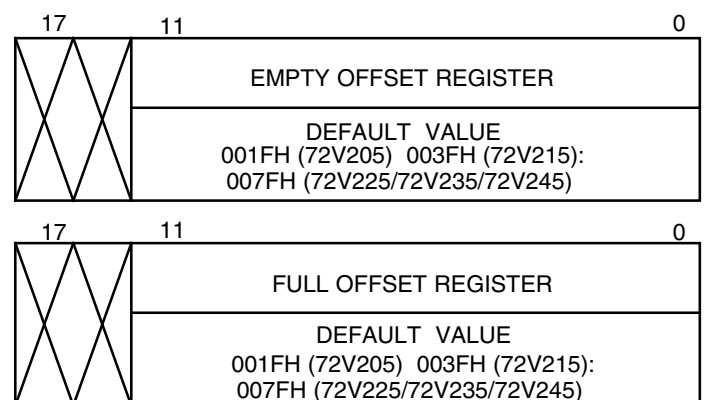 17 11 0
EMPTY OFFSET REGISTER
DEFAULT VALUE
001FH (72V205) 003FH (72V215):
007FH (72V225/72V235/72V245)
17 11 0
FULL OFFSET REGISTER
DEFAULT VALUE
001FH (72V205) 003FH (72V215):
007FH (72V225/72V235/72V245)